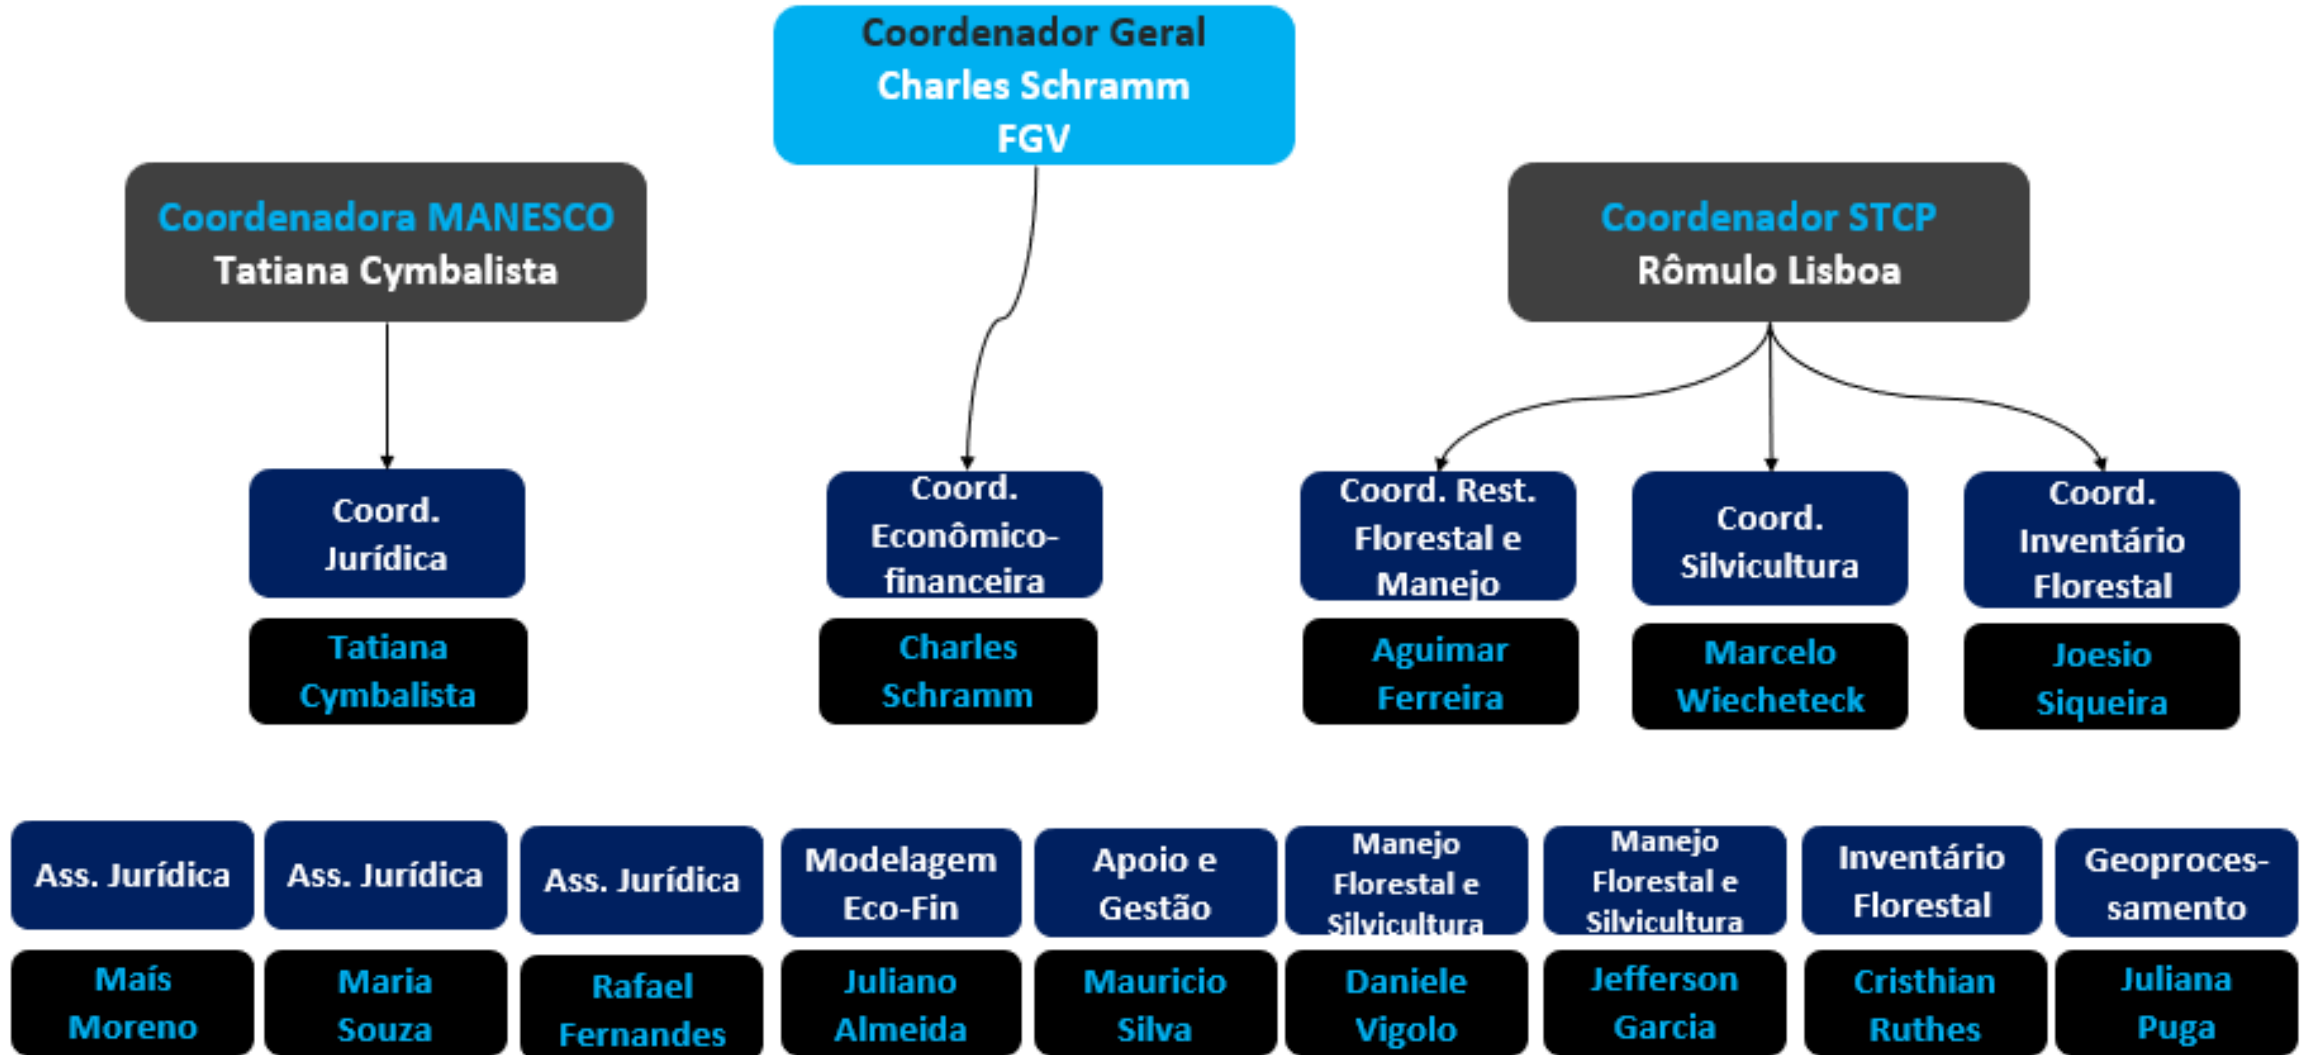 Coordenador Geral
Charles Schramm
FGV
Coordenadora MANESCO
Tatiana Cymbalista
Coordenador STCP
Rômulo Lisboa
Coord.
Jurídica
Tatiana
Cymbalista
Coord.
Econômico-
financeira
Charles
Schramm
Coord. Rest.
Florestal e
Manejo
Aguimar
Ferreira
Coord.
Silvicultura
Marcelo
Wiecheteck
Coord.
Inventário
Florestal
Joesio
Siqueira
Ass. Jurídica
Maís
Moreno
Ass. Jurídica
Maria
Souza
Ass. Jurídica
Rafael
Fernandes
Modelagem
Eco-Fin
Juliano
Almeida
Apoio e
Gestão
Mauricio
Silva
Manejo
Florestal e
Silvicultura
Daniele
Vigolo
Manejo
Florestal e
Silvicultura
Jefferson
Garcia
Inventário
Florestal
Cristhian
Ruthes
Geoproces-
samento
Juliana
Puga